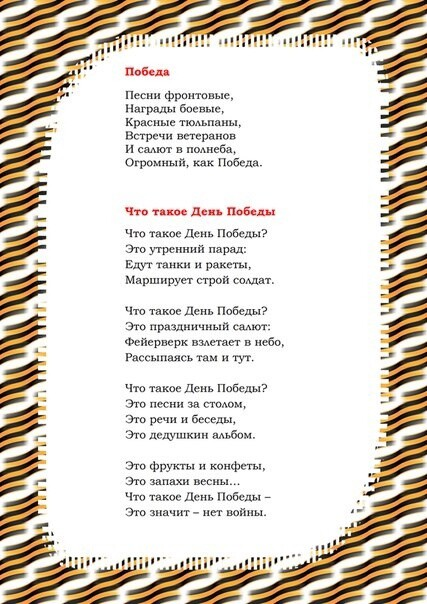 Победа
Песни фронтовые,
Награды боевые,
Красные тюльпаны,
Встречи ветеранов
И салют в полнеба,
Огромный, как Победа.
Что такое День Победы
Что такое День Победы?
Это утренний парад:
Едут танки и ракеты,
Марширует строй солдат.
Что такое День Победы?
Это праздничный салют:
Фейерверк взлетает в небо,
Рассыпаясь там и тут.
Что такое День Победы?
Это песни за столом,
Это речи и беседы,
Это дедушкин альбом.
Это фрукты и конфеты,
Это запахи весны…
Что такое День Победы –
Это значит – нет войны.